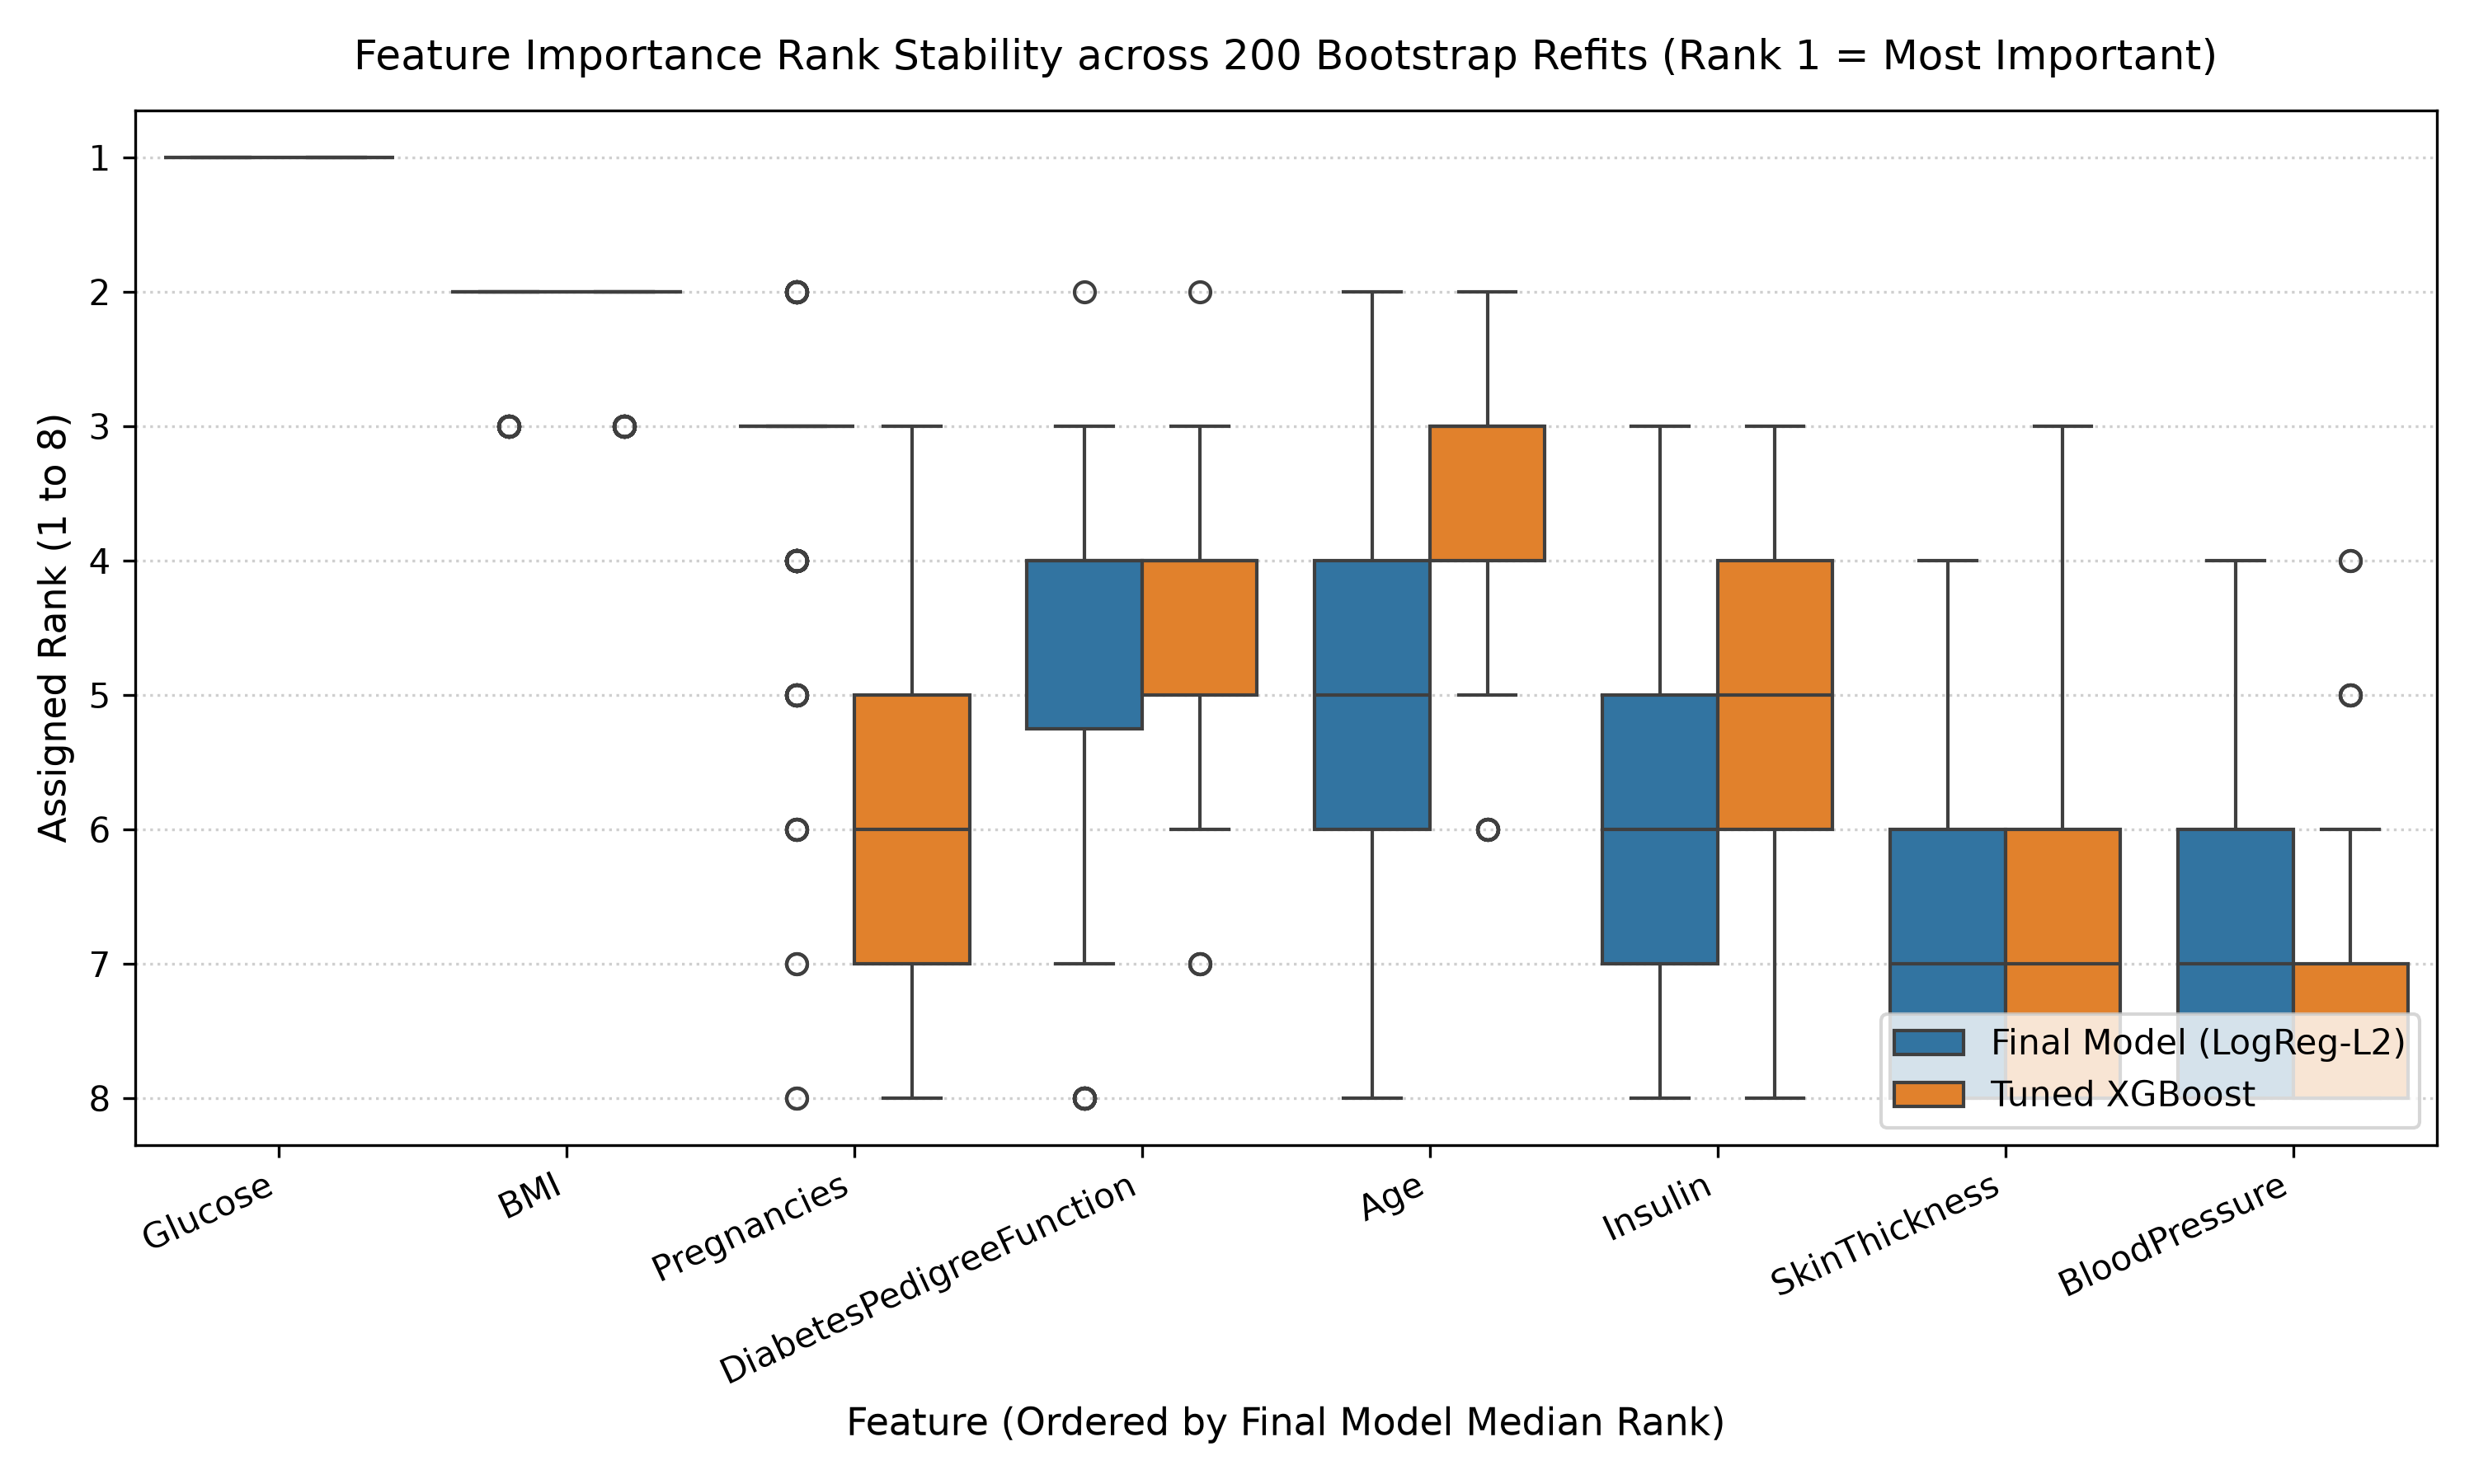 Feature Importance Rank Stability across 200 Bootstrap Refits (Rank 1 = Most Important)
Assigned Rank (1 to 8)
1
2
3
4
5
6
7
8
Final Model (LogReg-L2)
Tuned XGBoost
Glucose
BMI
Pregnancies
DiabetesPedigreeFunction
Age
Insulin
SkinThickness
BloodPressure
Feature (Ordered by Final Model Median Rank)